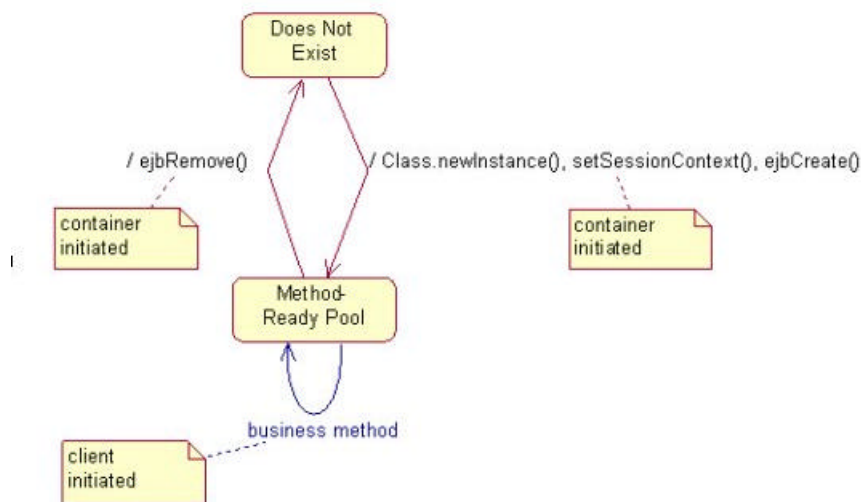 Does Not
Exist
/ ejbRemove()
/ Class.newInstance(), setSessionContext(), ejbCreate()
container
initiated
container
initiated
Method-
Ready Pool
business method
client
initiated